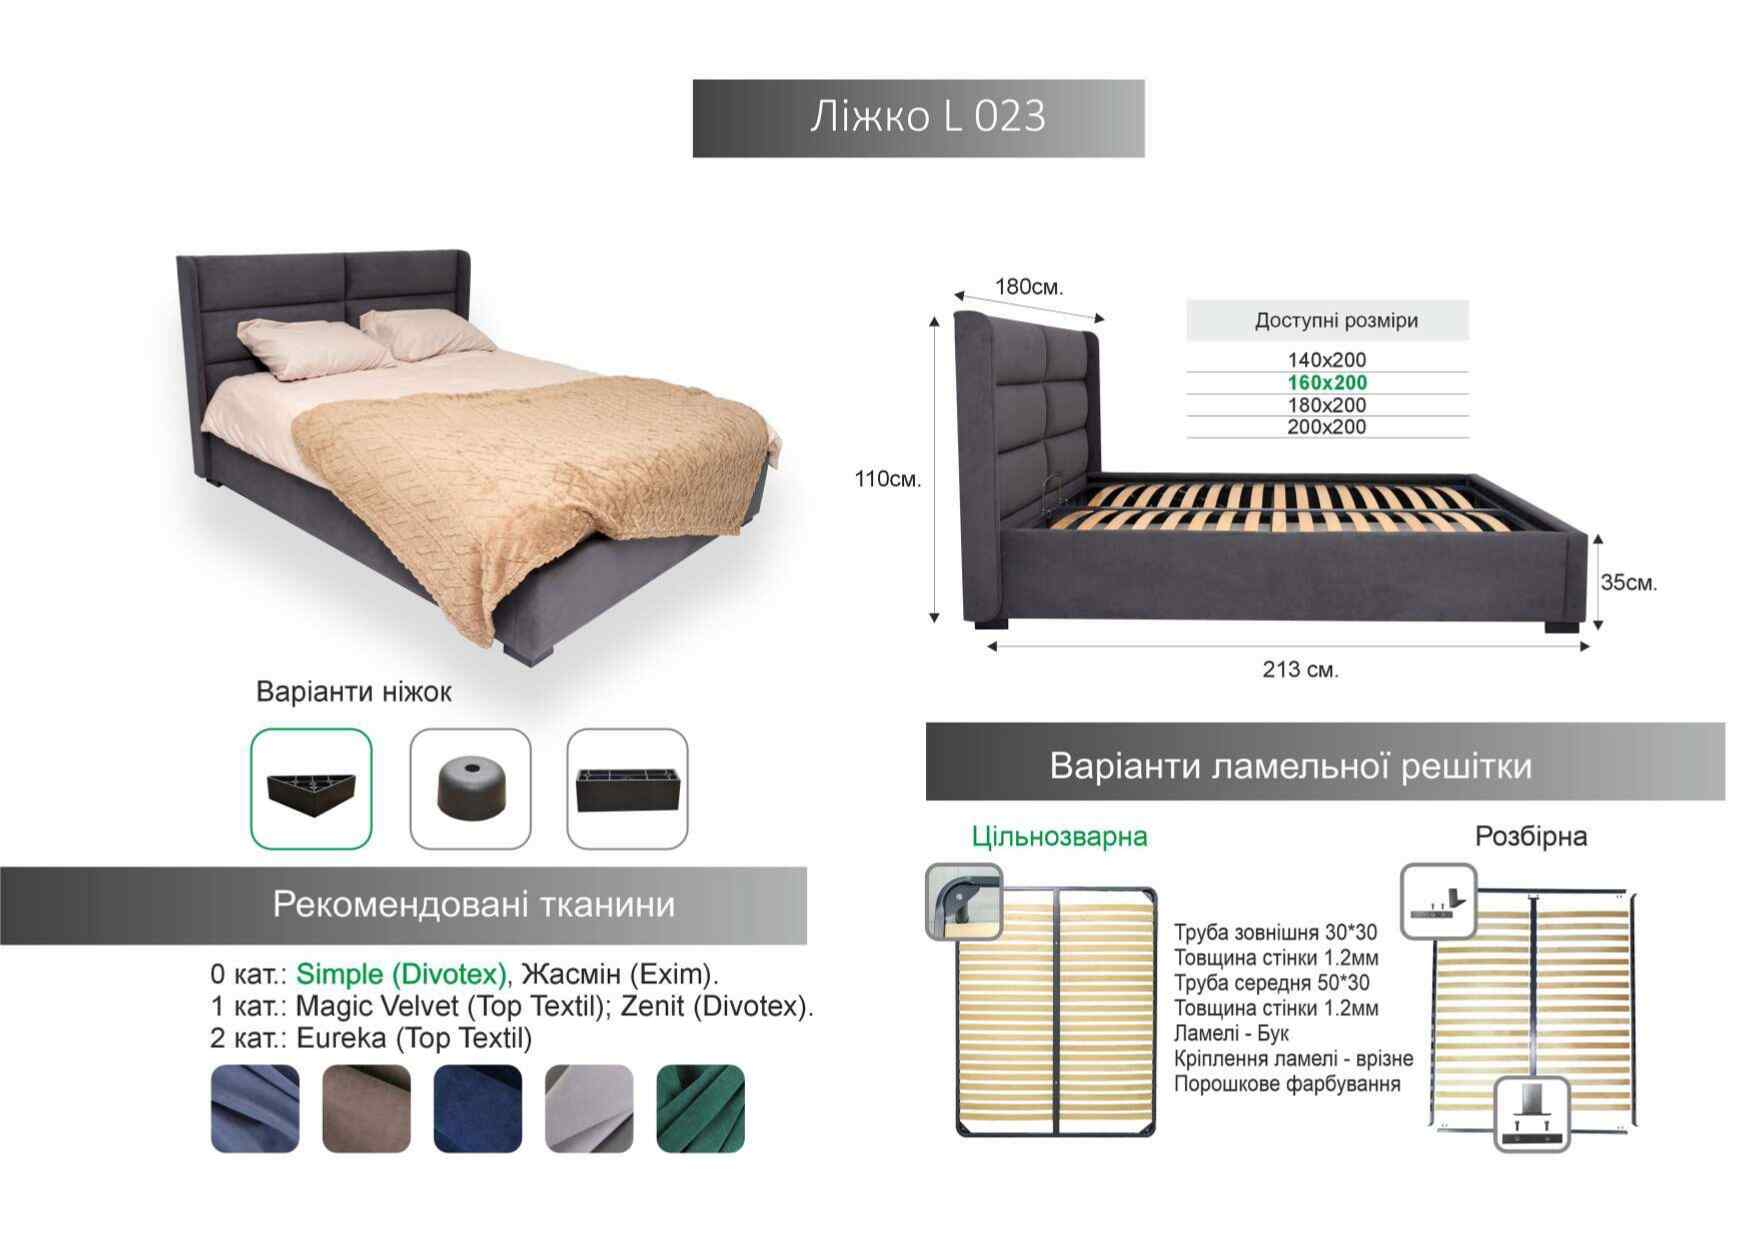 Ліжко L 023
180см.
Доступні розміри
140x200
160x200
180x200
200x200
110см.
35см.
213 см.
Варіанти ніжок
Варіанти ламельної решітки
Цільнозварна
Розбірна
Труба зовнішня 30*30
Товщина стінки 1.2мм
Труба середня 50*30
Товщина стінки 1.2мм
Ламелі - Бук
Кріплення ламелі - врізне
Порошкове фарбування
Рекомендовані тканини
0 кат.: Simple (Divotex), Жасмін (Exim).
1 кат.: Magic Velvet (Top Textil); Zenit (Divotex).
2 кат.: Eureka (Top Textil)